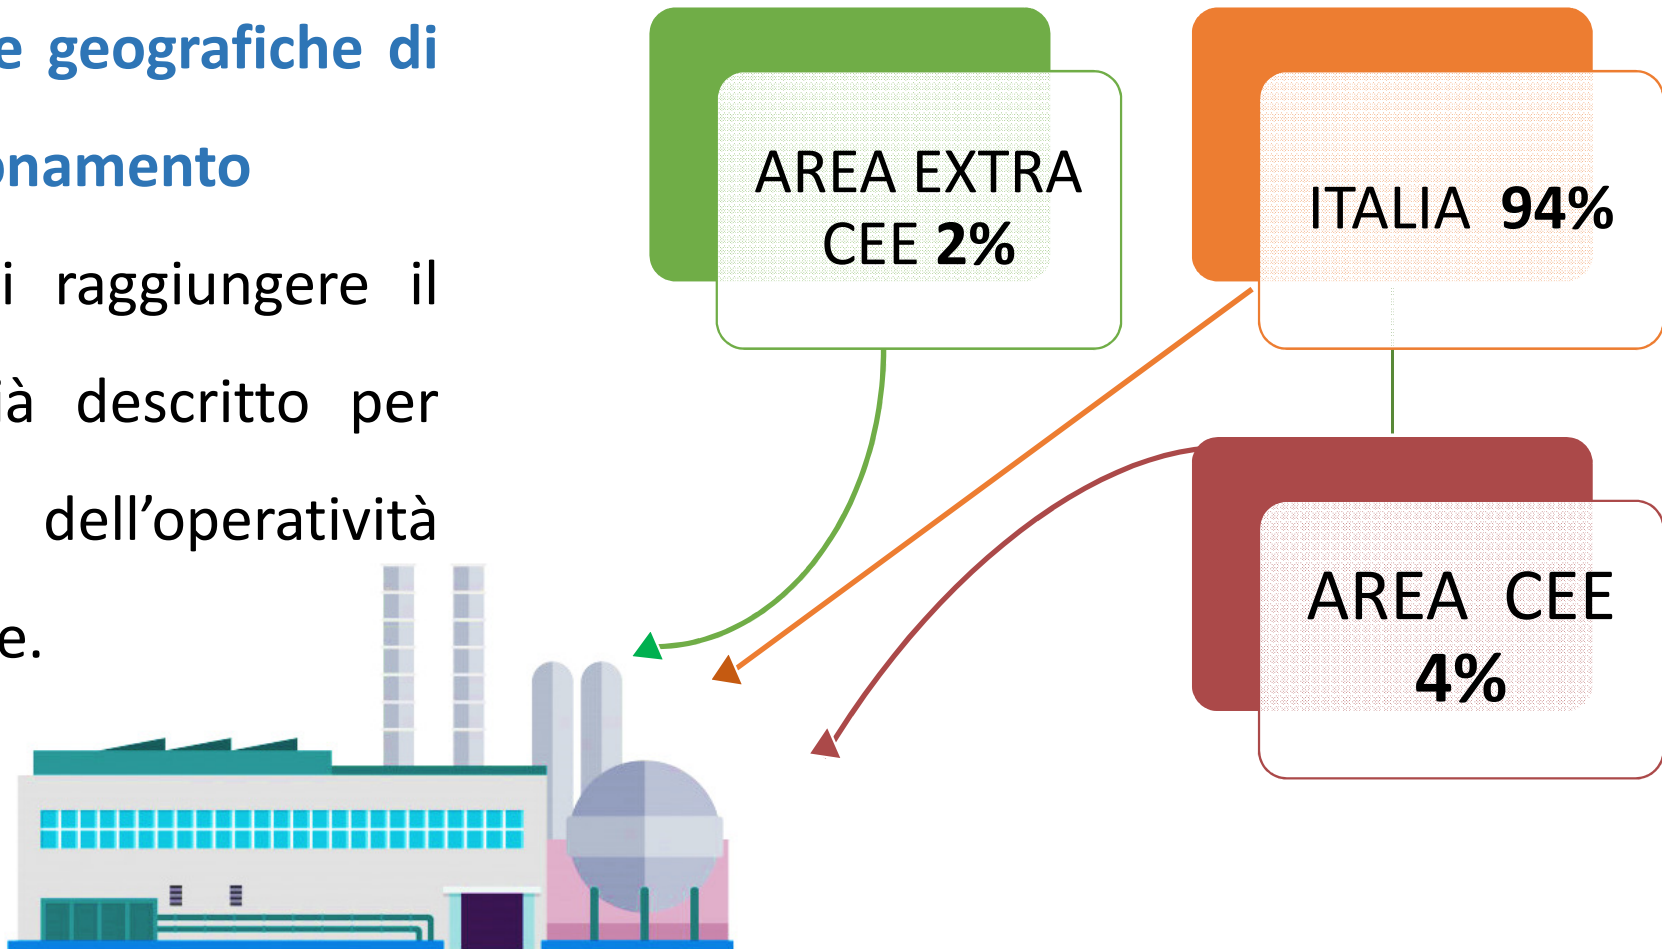 e geografiche di
onamento
i raggiungere il
ià descritto per
dell’operatività
e.
AREA EXTRA
CEE 2%
ITALIA 94%
AREA CEE
4%